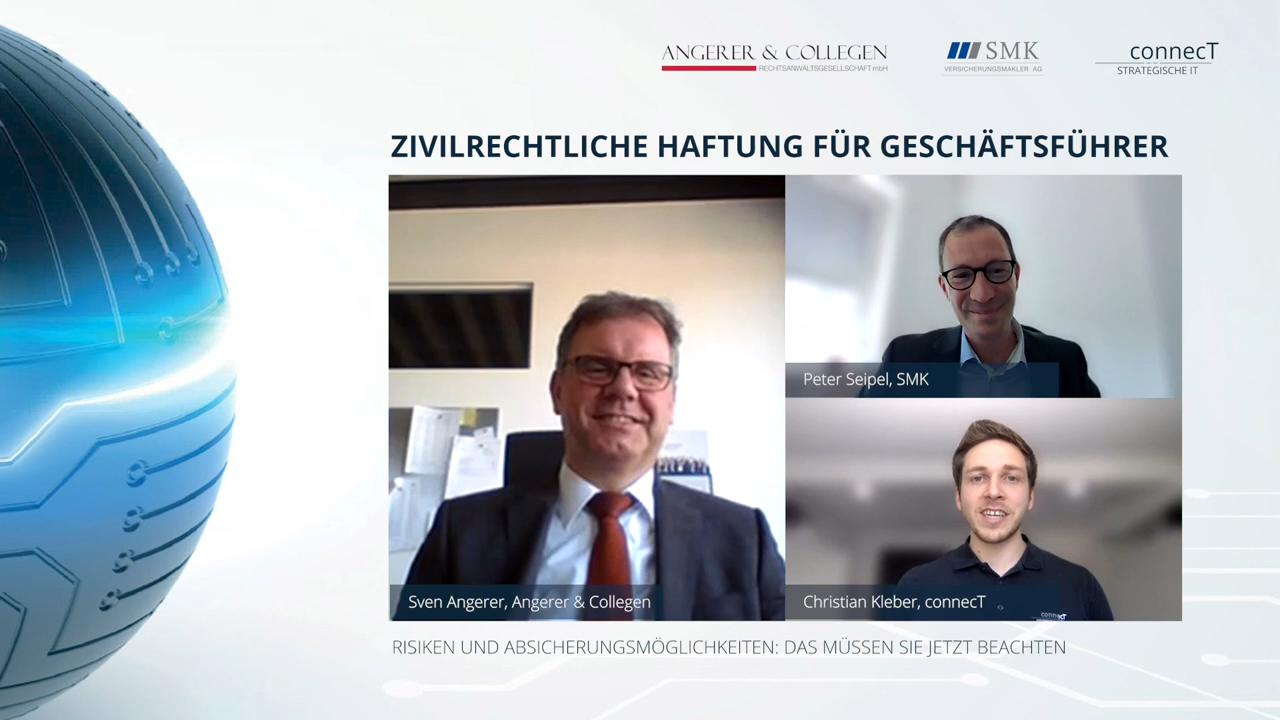 ANGERER & COLLEGEN
RECHTSANWALTSGESELLSCHAFT mbH
SMK
VERSICHERUNGSMAKLER AG
connecT
STRATEGISCHE IT
ZIVILRECHTLICHE HAFTUNG FÜR GESCHÄFTSFÜHRER
Peter Seipel, SMK
Sven Angerer, Angerer & Collegen
Christian Kleber, connecT
connecT
RISIKEN UND ABSICHERUNGSMÖGLICHKEITEN: DAS MÜSSEN SIE JETZT BEACHTEN